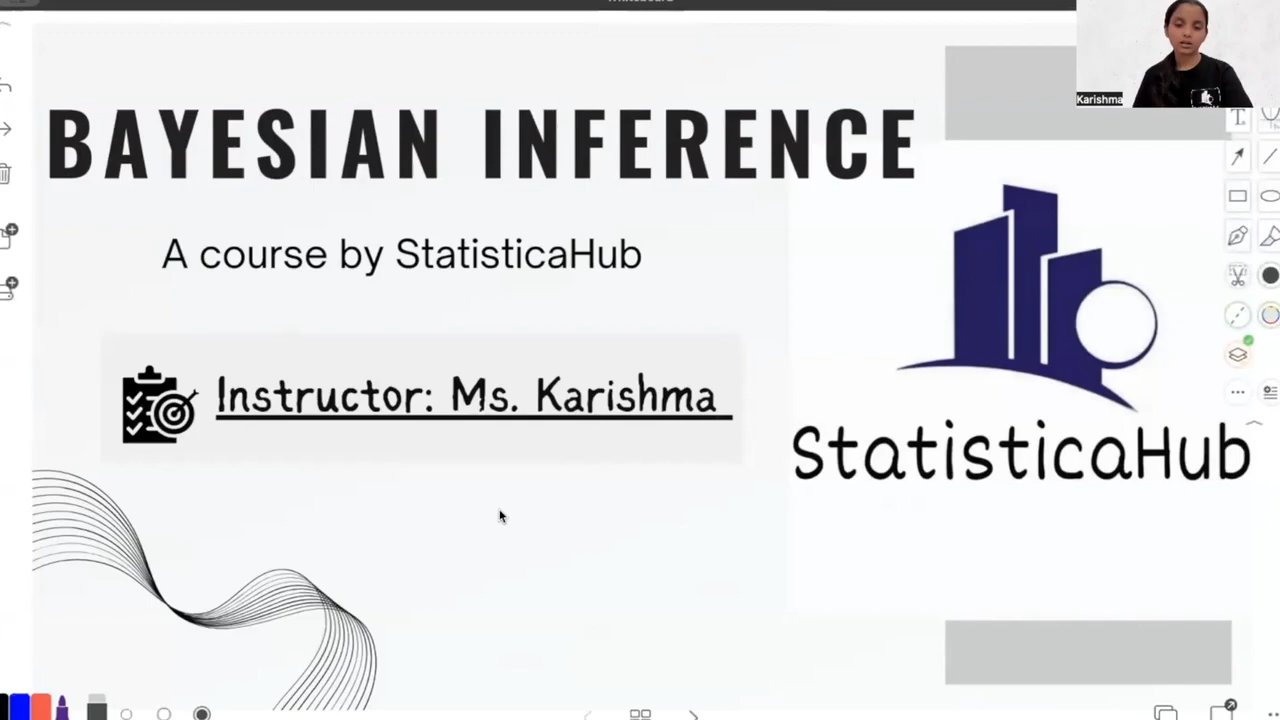 Karishma
BAYESIAN INFERENCE
A course by StatisticaHub
Instructor: Ms. Karishma
StatisticaHub